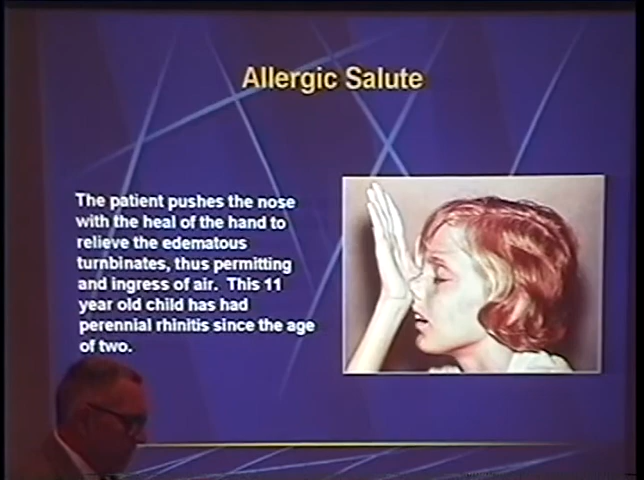 Allergic Salute
The patient pushes the nose
with the heal of the hand to
relieve the edematous
turnbinates, thus permitting
and ingress of air. This 11
year old child has had
perennial rhinitis since the age
of two.